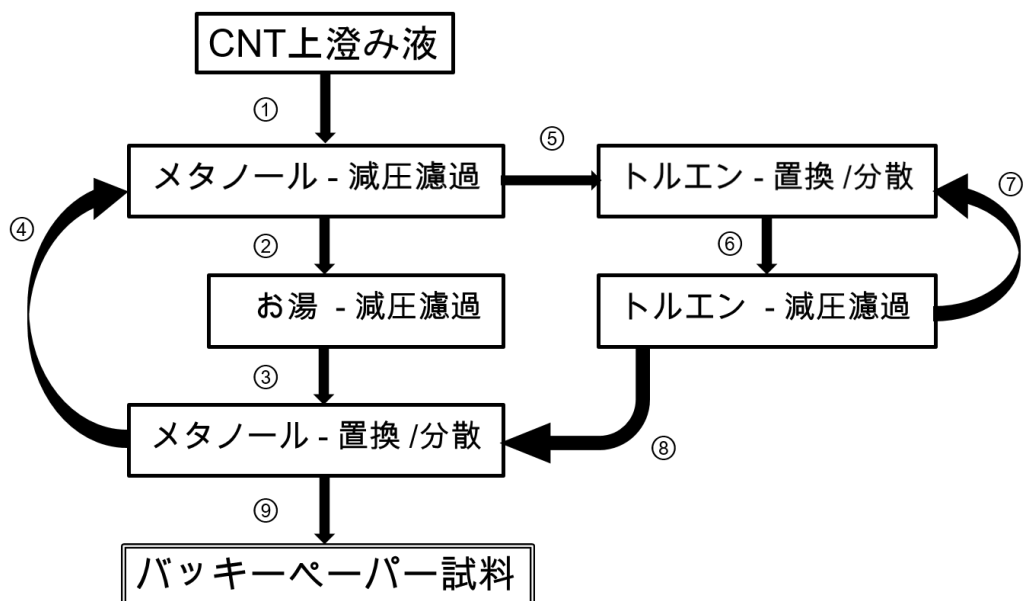 CNT上澄み液
①
⑤
メタノール - 減圧濾過
トルエン - 置換 /分散
⑦
④
②
⑥
お湯 - 減圧濾過
トルエン - 減圧濾過
③
メタノール - 置換 /分散
⑧
⑨
バッキーペーパー試料